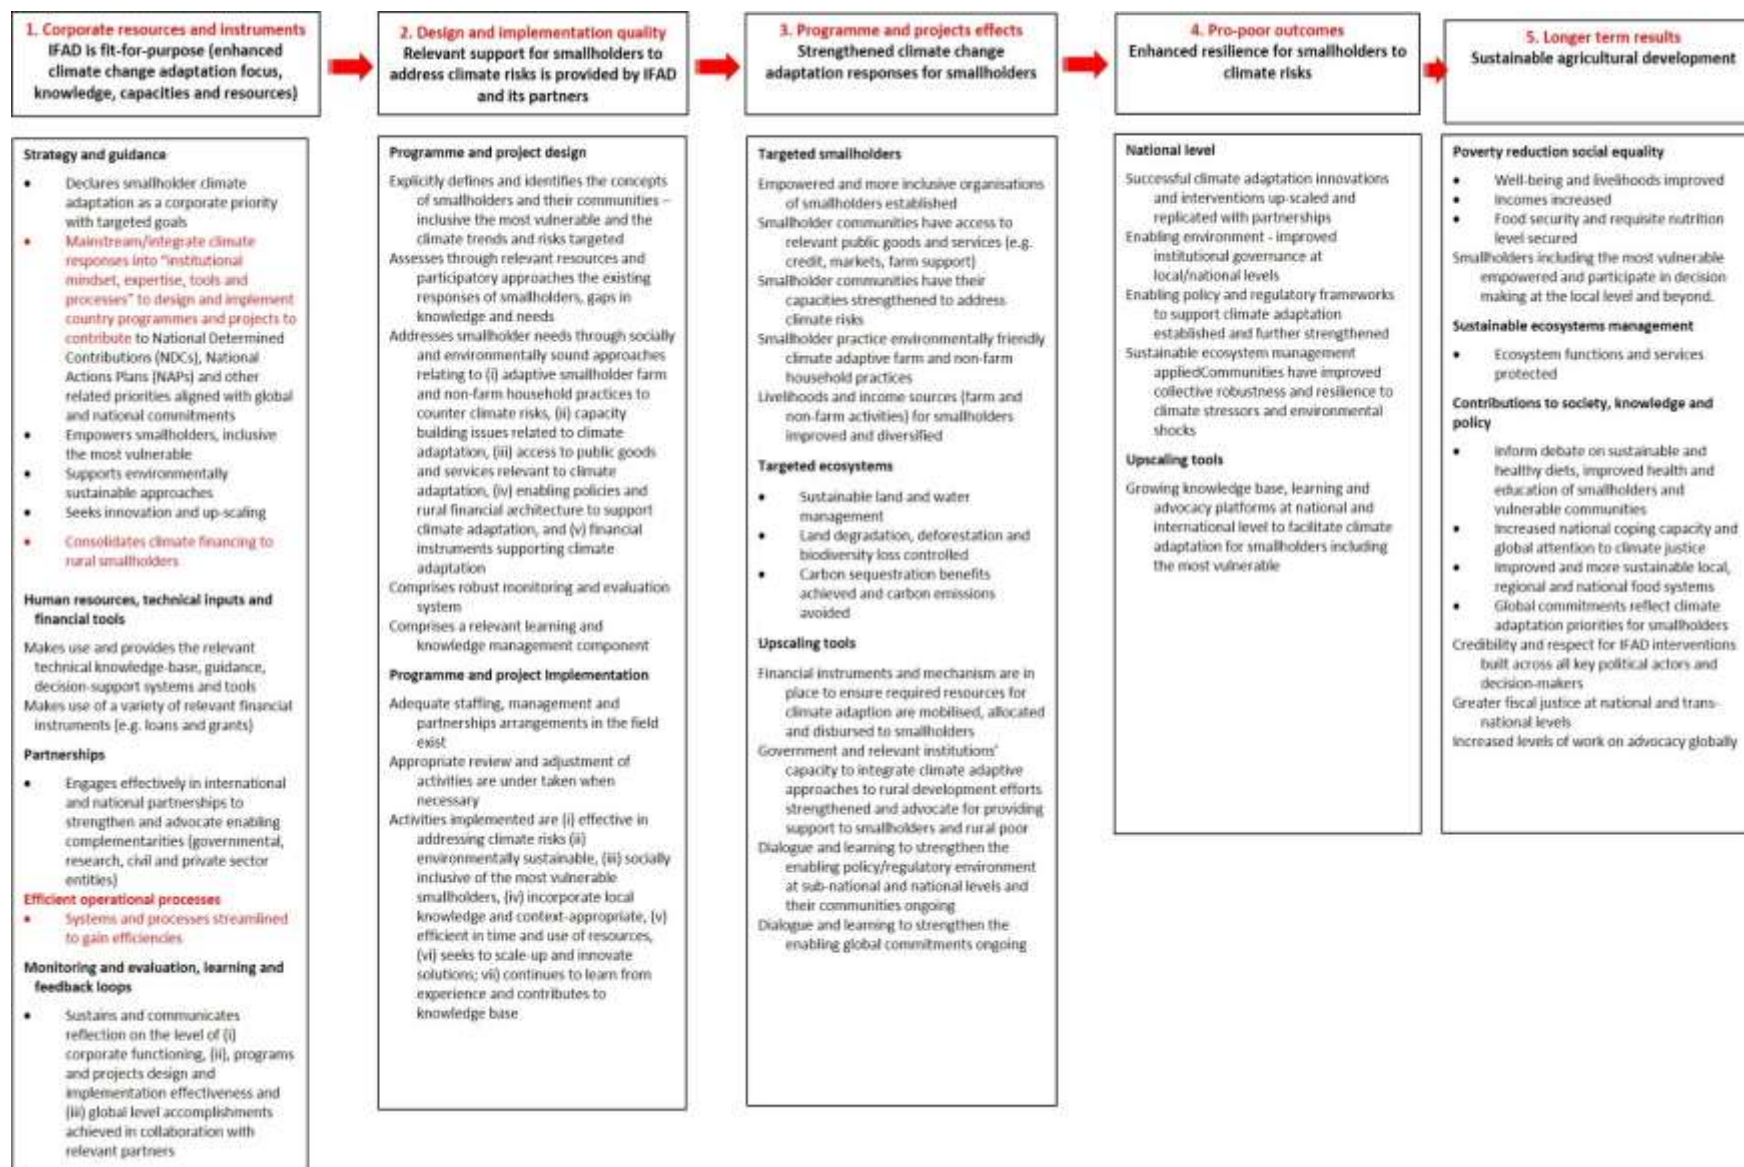 1. Corporate resources and instruments
IFAD is fit-for-purpose (enhanced
climate change adaptation focus,
knowledge, capacities and resources)
2. Design and implementation quality
Relevant support for smallholders to
address climate risks is provided by IFAD
and its partners
3. Programme and projects effects
Strengthened climate change
adaptation responses for smallholders
4. Pro-poor outcomes
Enhanced resilience for smallholders to
climate risks
5. Longer term results
Sustainable agricultural development
Strategy and guidance
• Declares smallholder climate
adaptation as a corporate priority
with targeted goals
• Mainstream/integrate climate
responses into "institutional
mindset, expertise, tools and
processes" to design and implement
country programmes and projects to
contribute to National Determined
Contributions (NDCs), National
Actions Plans (NAPs) and other
related priorities aligned with global
and national commitments
• Empowers smallholders, inclusive
the most vulnerable
• Supports environmentally
sustainable approaches
• Seeks innovation and up-scaling
• Consolidates climate financing to
rural smallholders
Human resources, technical inputs and
financial tools
Makes use and provides the relevant
technical knowledge-base, guidance,
decision-support systems and tools
Makes use of a variety of relevant financial
instruments (e.g. loans and grants)
Partnerships
• Engages effectively in international
and national partnerships to
strengthen and advocate enabling
complementarities (governmental,
research, civil and private sector
entities)
Efficient operational processes
• Systems and processes streamlined
to gain efficiencies
Monitoring and evaluation, learning and
feedback loops
• Sustains and communicates
reflection on the level of (i)
corporate functioning, (ii), programs
and projects design and
implementation effectiveness and
(iii) global level accomplishments
achieved in collaboration with
relevant partners
Programme and project design
Explicitly defines and identifies the concepts
of smallholders and their communities –
inclusive the most vulnerable and the
climate trends and risks targeted
Assesses through relevant resources and
participatory approaches the existing
responses of smallholders, gaps in
knowledge and needs
Addresses smallholder needs through socially
and environmentally sound approaches
relating to (i) adaptive smallholder farm
and non-farm household practices to
counter climate risks, (ii) capacity
building issues related to climate
adaptation, (iii) access to public goods
and services relevant to climate
adaptation, (iv) enabling policies and
rural financial architecture to support
climate adaptation, and (v) financial
instruments supporting climate
adaptation
Comprises robust monitoring and evaluation
system
Comprises a relevant learning and
knowledge management component
Programme and project Implementation
Adequate staffing, management and
partnerships arrangements in the field
exist
Appropriate review and adjustment of
activities are under taken when
necessary
Activities implemented are (i) effective in
addressing climate risks (ii)
environmentally sustainable, (iii) socially
inclusive of the most vulnerable
smallholders, (iv) incorporate local
knowledge and context-appropriate, (v)
efficient in time and use of resources,
(vi) seeks to scale-up and innovate
solutions; vii) continues to learn from
experience and contributes to
knowledge base
Targeted smallholders
Empowered and more inclusive organisations
of smallholders established
Smallholder communities have access to
relevant public goods and services (e.g.
credit, markets, farm support)
Smallholder communities have their
capacities strengthened to address
climate risks
Smallholder practice environmentally friendly
climate adaptive farm and non-farm
household practices
Livelihoods and income sources (farm and
non-farm activities) for smallholders
improved and diversified
Targeted ecosystems
• Sustainable land and water
management
• Land degradation, deforestation and
biodiversity loss controlled
• Carbon sequestration benefits
achieved and carbon emissions
avoided
Upscaling tools
Financial instruments and mechanism are in
place to ensure required resources for
climate adaption are mobilised, allocated
and disbursed to smallholders
Government and relevant institutions'
capacity to integrate climate adaptive
approaches to rural development efforts
strengthened and advocate for providing
support to smallholders and rural poor
Dialogue and learning to strengthen the
enabling policy/regulatory environment
at sub-national and national levels and
their communities ongoing
Dialogue and learning to strengthen the
enabling global commitments ongoing
National level
Successful climate adaptation innovations
and interventions up-scaled and
replicated with partnerships
Enabling environment - improved
institutional governance at
local/national levels
Enabling policy and regulatory frameworks
to support climate adaptation
established and further strengthened
Sustainable ecosystem management
appliedCommunities have improved
collective robustness and resilience to
climate stressors and environmental
shocks
Upscaling tools
Growing knowledge base, learning and
advocacy platforms at national and
international level to facilitate climate
adaptation for smallholders including
the most vulnerable
Poverty reduction social equality
• Well-being and livelihoods improved
• Incomes increased
• Food security and requisite nutrition
level secured
Smallholders including the most vulnerable
empowered and participate in decision
making at the local level and beyond.
Sustainable ecosystems management
• Ecosystem functions and services
protected
Contributions to society, knowledge and
policy
• Inform debate on sustainable and
healthy diets, improved health and
education of smallholders and
vulnerable communities
• Increased national coping capacity and
global attention to climate justice
• Improved and more sustainable local,
regional and national food systems
• Global commitments reflect climate
adaptation priorities for smallholders
Credibility and respect for IFAD interventions
built across all key political actors and
decision-makers
Greater fiscal justice at national and trans-
national levels
Increased levels of work on advocacy globally